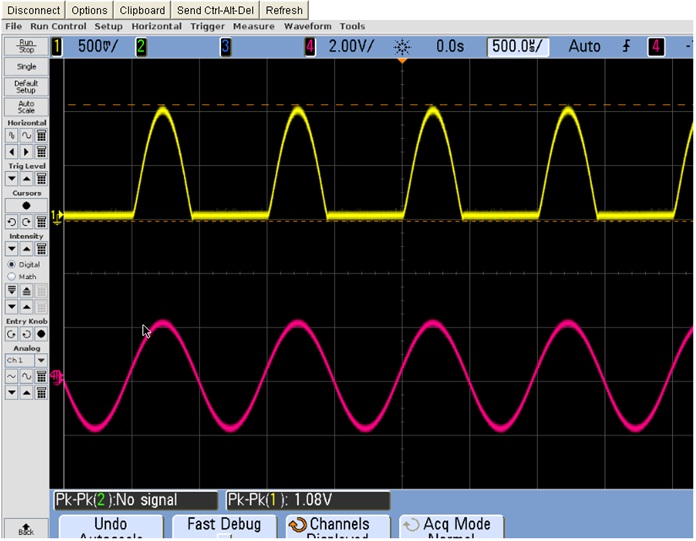 Disconnect Options Clipboard Send Ctrl-Alt-Del Refresh
File Run Control Setup Horizontal Trigger Measure Waveform Tools
Run
Stop
Single
Default
Setup
Auto
Scale
Horizontal
Trig Level
Cursors
Intensity
Digital
Math
Entry Knob
Analog
Ch 1
Back
1 500mV/ 2 3 4 2.00V/ 0.0s 500.0us/ Auto 4
1
Pk-Pk(2):No signal Pk-Pk(1): 1.08V
Undo Fast Debug Channels Acq Mode
Autoscale Displayed Normal